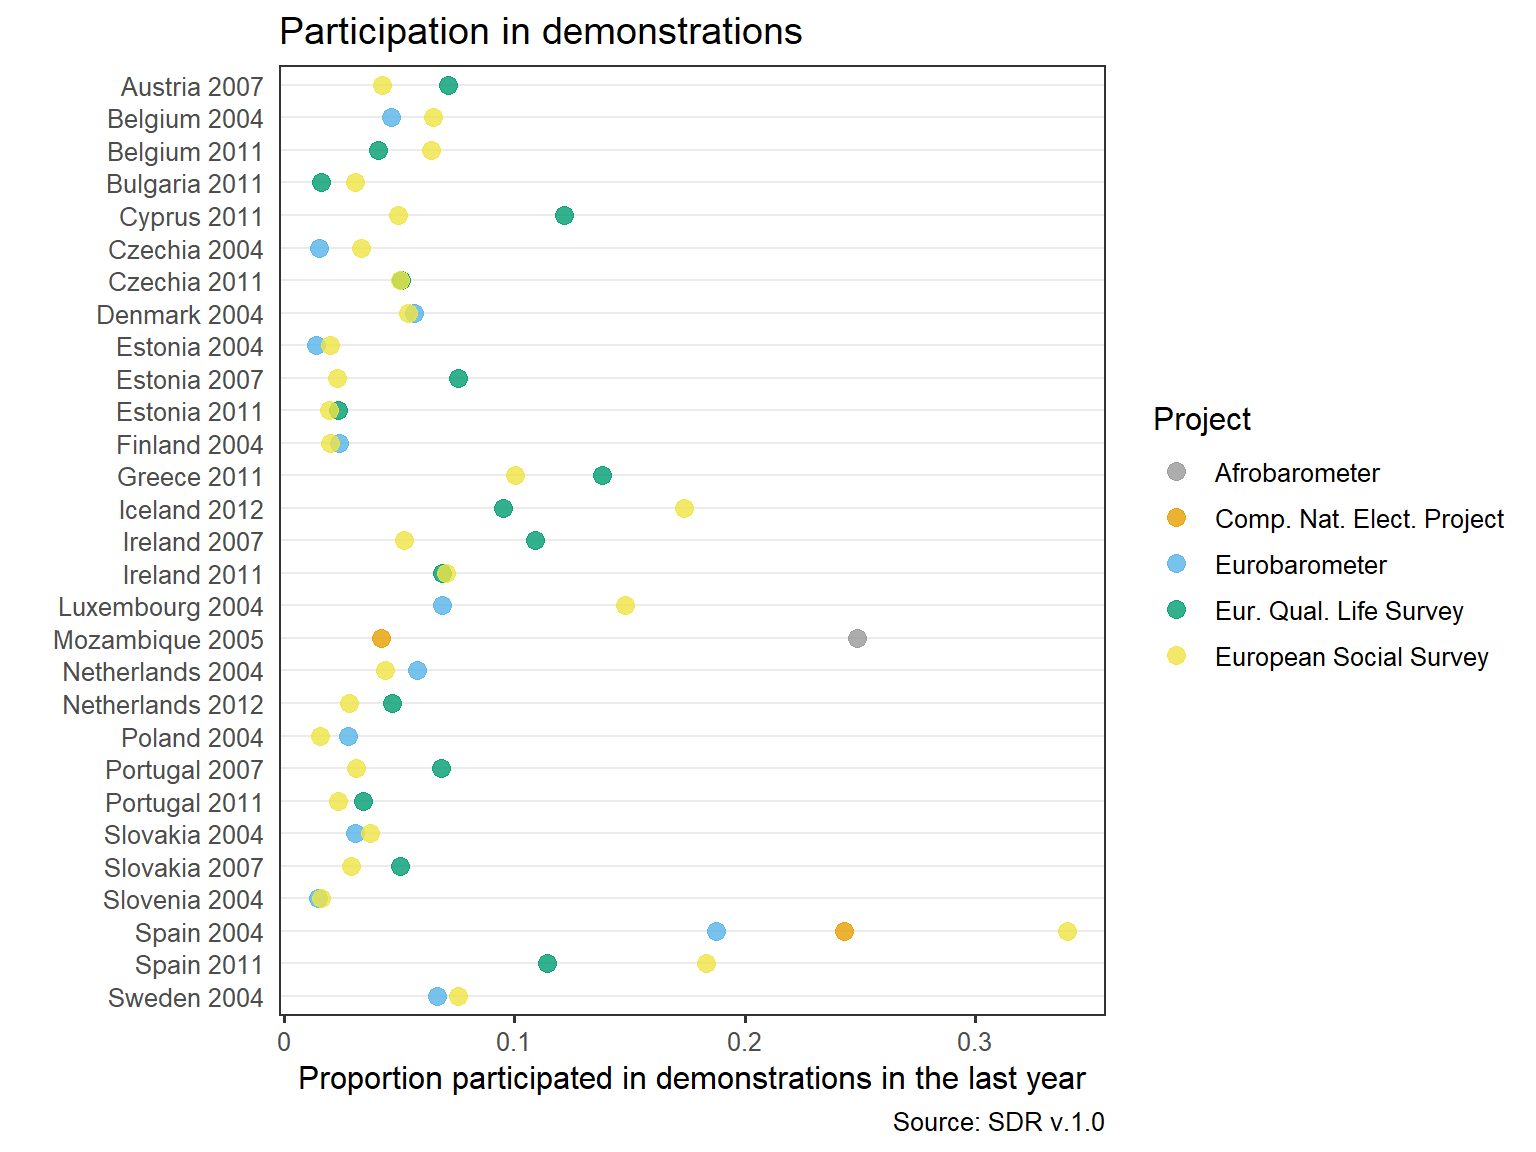 Participation in demonstrations
Austria 2007
Belgium 2004
Belgium 2011
Bulgaria 2011
Cyprus 2011
Czechia 2004
Czechia 2011
Denmark 2004
Estonia 2004
Estonia 2007
Estonia 2011
Finland 2004
Greece 2011
Iceland 2012
Ireland 2007
Ireland 2011
Luxembourg 2004
Mozambique 2005
Netherlands 2004
Netherlands 2012
Poland 2004
Portugal 2007
Portugal 2011
Slovakia 2004
Slovakia 2007
Slovenia 2004
Spain 2004
Spain 2011
Sweden 2004
0 0.1 0.2 0.3
Proportion participated in demonstrations in the last year
Source: SDR v.1.0
Project
Afrobarometer
Comp. Nat. Elect. Project
Eurobarometer
Eur. Qual. Life Survey
European Social Survey